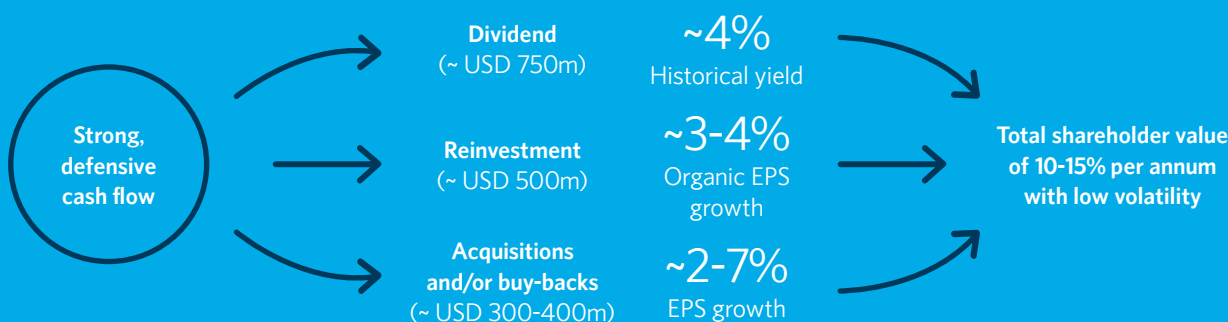 Strong,
defensive
cash flow
Dividend
(~ USD 750m)
~4%
Historical yield
Reinvestment
(~ USD 500m)
~3-4%
Organic EPS
growth
Acquisitions
and/or buy-backs
(~ USD 300-400m)
~2-7%
EPS growth
Total shareholder value
of 10-15% per annum
with low volatility